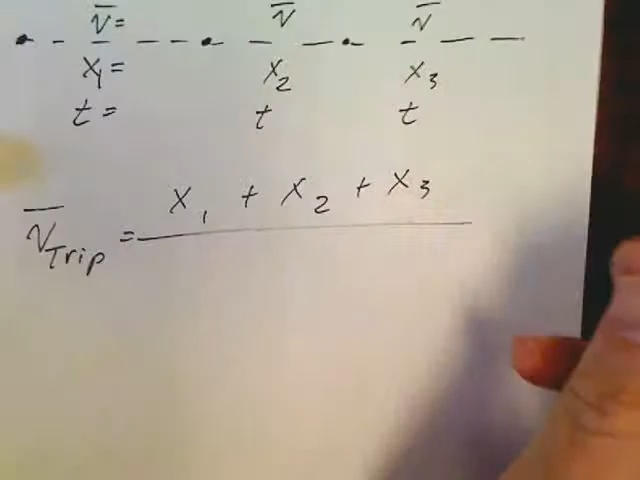 v̄= v̄ v̄
x₁= x₂ x₃
t= t t
x₁ + x₂ + x₃
v̄Trip =